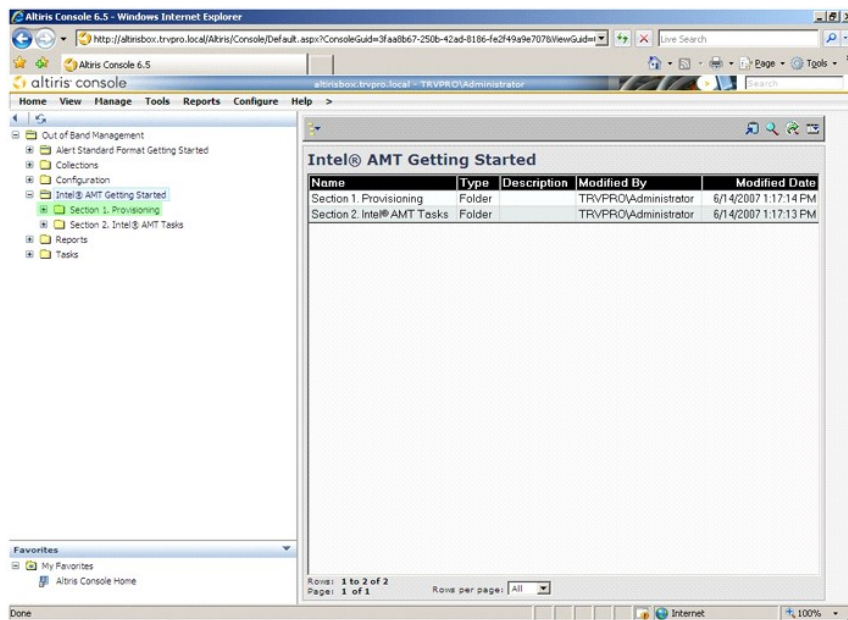 Altiris Console 6.5 - Windows Internet Explorer
http://altirisbox.trvpro.local/Altiris/Console/Default.aspx?ConsoleGuid=3faa8b67-250b-42ad-8186-fe2f49a9e707&ViewGuid=
Live Search
Altiris Console 6.5
Page
Tools
altiris console
altirisbox.trvpro.local - TRVPRO\Administrator
Search
Home View Manage Tools Reports Configure Help >
Out of Band Management
Alert Standard Format Getting Started
Collections
Configuration
Intel® AMT Getting Started
Section 1. Provisioning
Section 2. Intel® AMT Tasks
Reports
Tasks
Intel® AMT Getting Started
Name Type Description Modified By Modified Date
Section 1. Provisioning Folder TRVPRO\Administrator 6/14/2007 1:17:14 PM
Section 2. Intel® AMT Tasks Folder TRVPRO\Administrator 6/14/2007 1:17:13 PM
Favorites
My Favorites
Altiris Console Home
Rows: 1 to 2 of 2
Page: 1 of 1
Rows per page: All
Done
Internet
100%